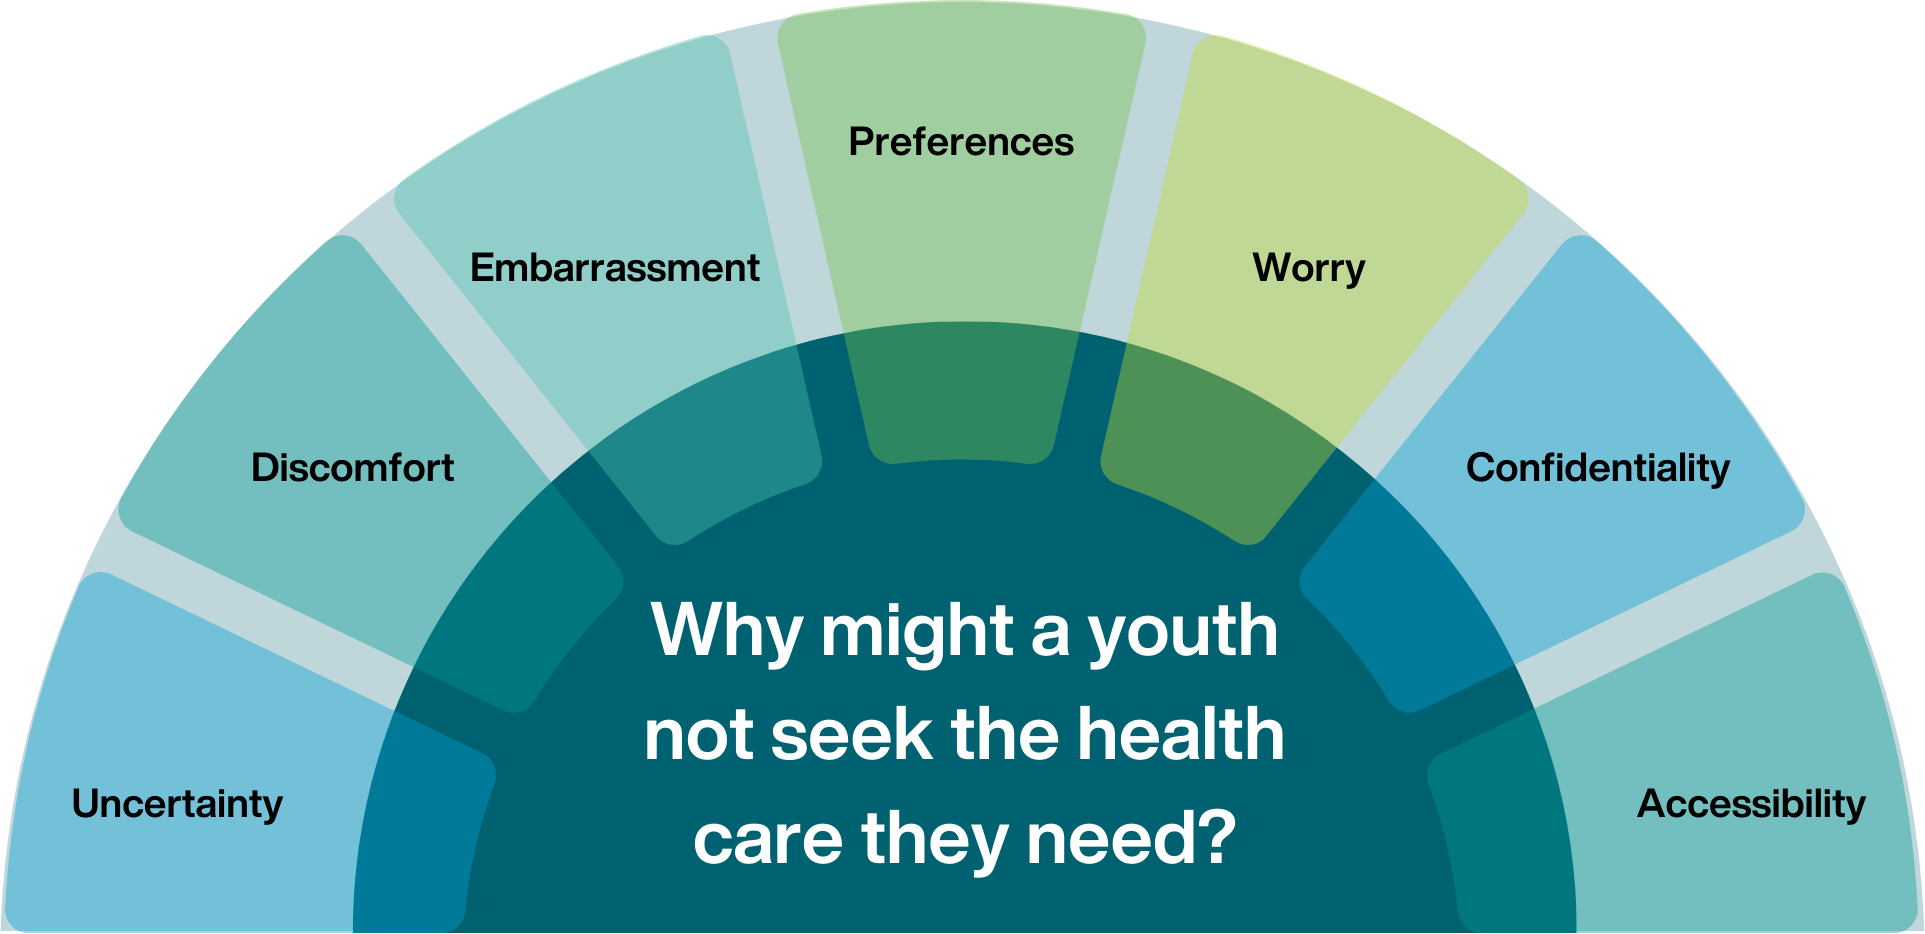 Preferences
Embarrassment
Worry
Discomfort
Confidentiality
Uncertainty
Accessibility
Why might a youth
not seek the health
care they need?